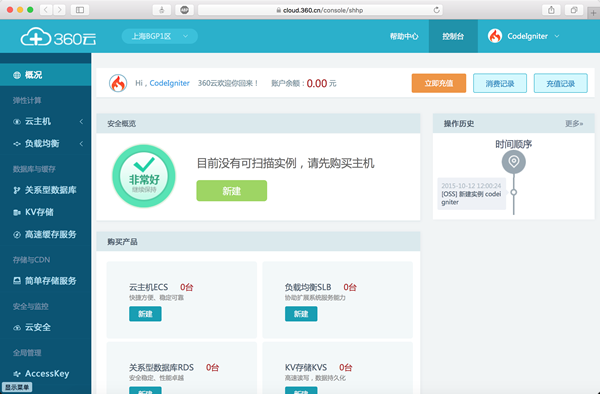 cloud.360.cn/console/shhp
360云
上海BGP1区
帮助中心
控制台
CodeIgniter
概况
弹性计算
云主机
负载均衡
数据库与缓存
关系型数据库
KV存储
高速缓存服务
存储与CDN
简单存储服务
安全与监控
云安全
全局管理
AccessKey
显示菜单
Hi，CodeIgniter
360云欢迎你回来！
账户余额：0.00 元
立即充值
消费记录
充值记录
安全概览
非常好
继续保持
目前没有可扫描实例，请先购买主机
新建
操作历史
更多»
时间顺序
2015-10-12 12:00:24
[OSS] 新建实例 codei
gniter
购买产品
云主机ECS 0台
快捷方便、稳定可靠
新建
负载均衡SLB 0台
协助扩展系统服务能力
新建
关系型数据库RDS 0台
安全稳定、性能卓越
新建
KV存储KVS 0台
高速读写，数据持久化
新建